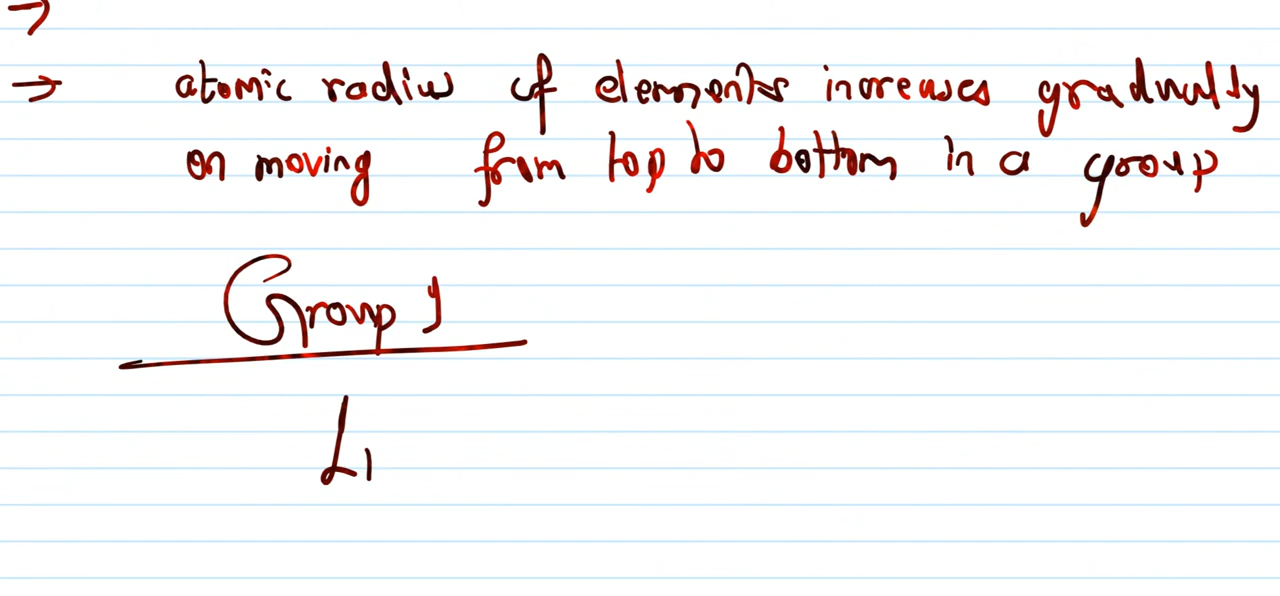 →
→ atomic radius of elements increases gradually
on moving from top to bottom in a group
Group 1
Li